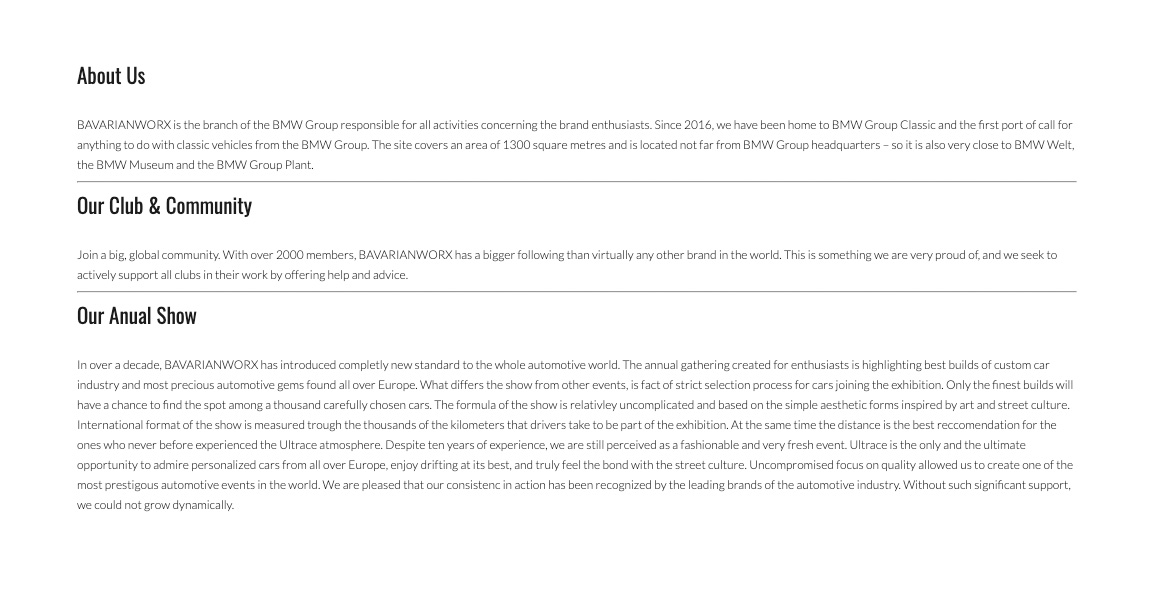 About Us
BAVARIANWORX is the branch of the BMW Group responsible for all activities concerning the brand enthusiasts. Since 2016, we have been home to BMW Group Classic and the first port of call for
anything to do with classic vehicles from the BMW Group. The site covers an area of 1300 square metres and is located not far from BMW Group headquarters – so it is also very close to BMW Welt,
the BMW Museum and the BMW Group Plant.
Our Club & Community
Join a big, global community. With over 2000 members, BAVARIANWORX has a bigger following than virtually any other brand in the world. This is something we are very proud of, and we seek to
actively support all clubs in their work by offering help and advice.
Our Anual Show
In over a decade, BAVARIANWORX has introduced completly new standard to the whole automotive world. The annual gathering created for enthusiasts is highlighting best builds of custom car
industry and most precious automotive gems found all over Europe. What differs the show from other events, is fact of strict selection process for cars joining the exhibition. Only the finest builds will
have a chance to find the spot among a thousand carefully chosen cars. The formula of the show is relativley uncomplicated and based on the simple aesthetic forms inspired by art and street culture.
International format of the show is measured trough the thousands of the kilometers that drivers take to be part of the exhibition. At the same time the distance is the best reccomendation for the
ones who never before experienced the Ultrace atmosphere. Despite ten years of experience, we are still perceived as a fashionable and very fresh event. Ultrace is the only and the ultimate
opportunity to admire personalized cars from all over Europe, enjoy drifting at its best, and truly feel the bond with the street culture. Uncompromised focus on quality allowed us to create one of the
most prestigous automotive events in the world. We are pleased that our consistenc in action has been recognized by the leading brands of the automotive industry. Without such significant support,
we could not grow dynamically.